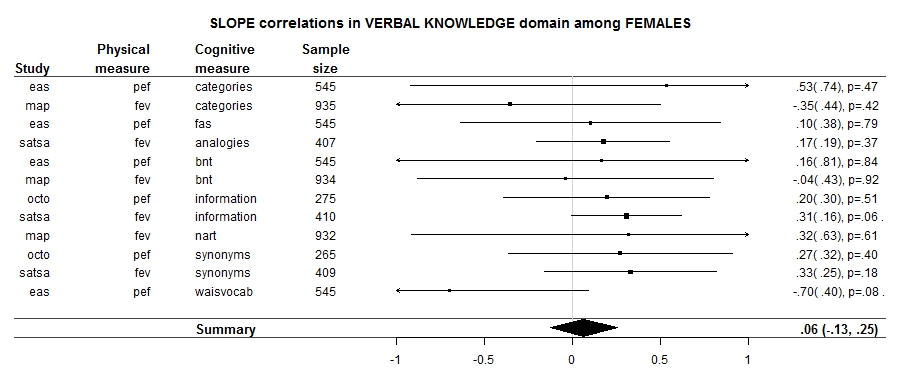 SLOPE correlations in VERBAL KNOWLEDGE domain among FEMALES
Physical Cognitive Sample
Study measure measure size
eas pef categories 545 .53( .74), p=.47
map fev categories 935 -.35( .44), p=.42
eas pef fas 545 .10( .38), p=.79
satsa fev analogies 407 .17( .19), p=.37
eas pef bnt 545 .16( .81), p=.84
map fev bnt 934 -.04( .43), p=.92
octo pef information 275 .20( .30), p=.51
satsa fev information 410 .31( .16), p=.06 .
map fev nart 932 .32( .63), p=.61
octo pef synonyms 265 .27( .32), p=.40
satsa fev synonyms 409 .33( .25), p=.18
eas pef waisvocab 545 -.70( .40), p=.08 .
Summary .06 (-.13, .25)
-1 -0.5 0 0.5 1